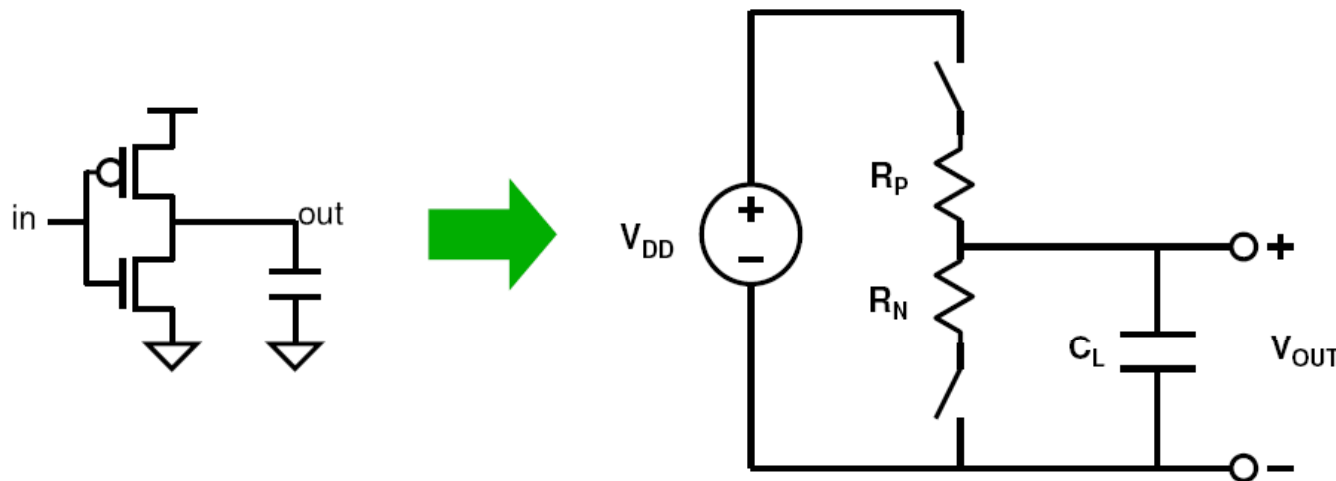 in
out
V_DD
+
−
R_P
R_N
C_L
+
V_OUT
−